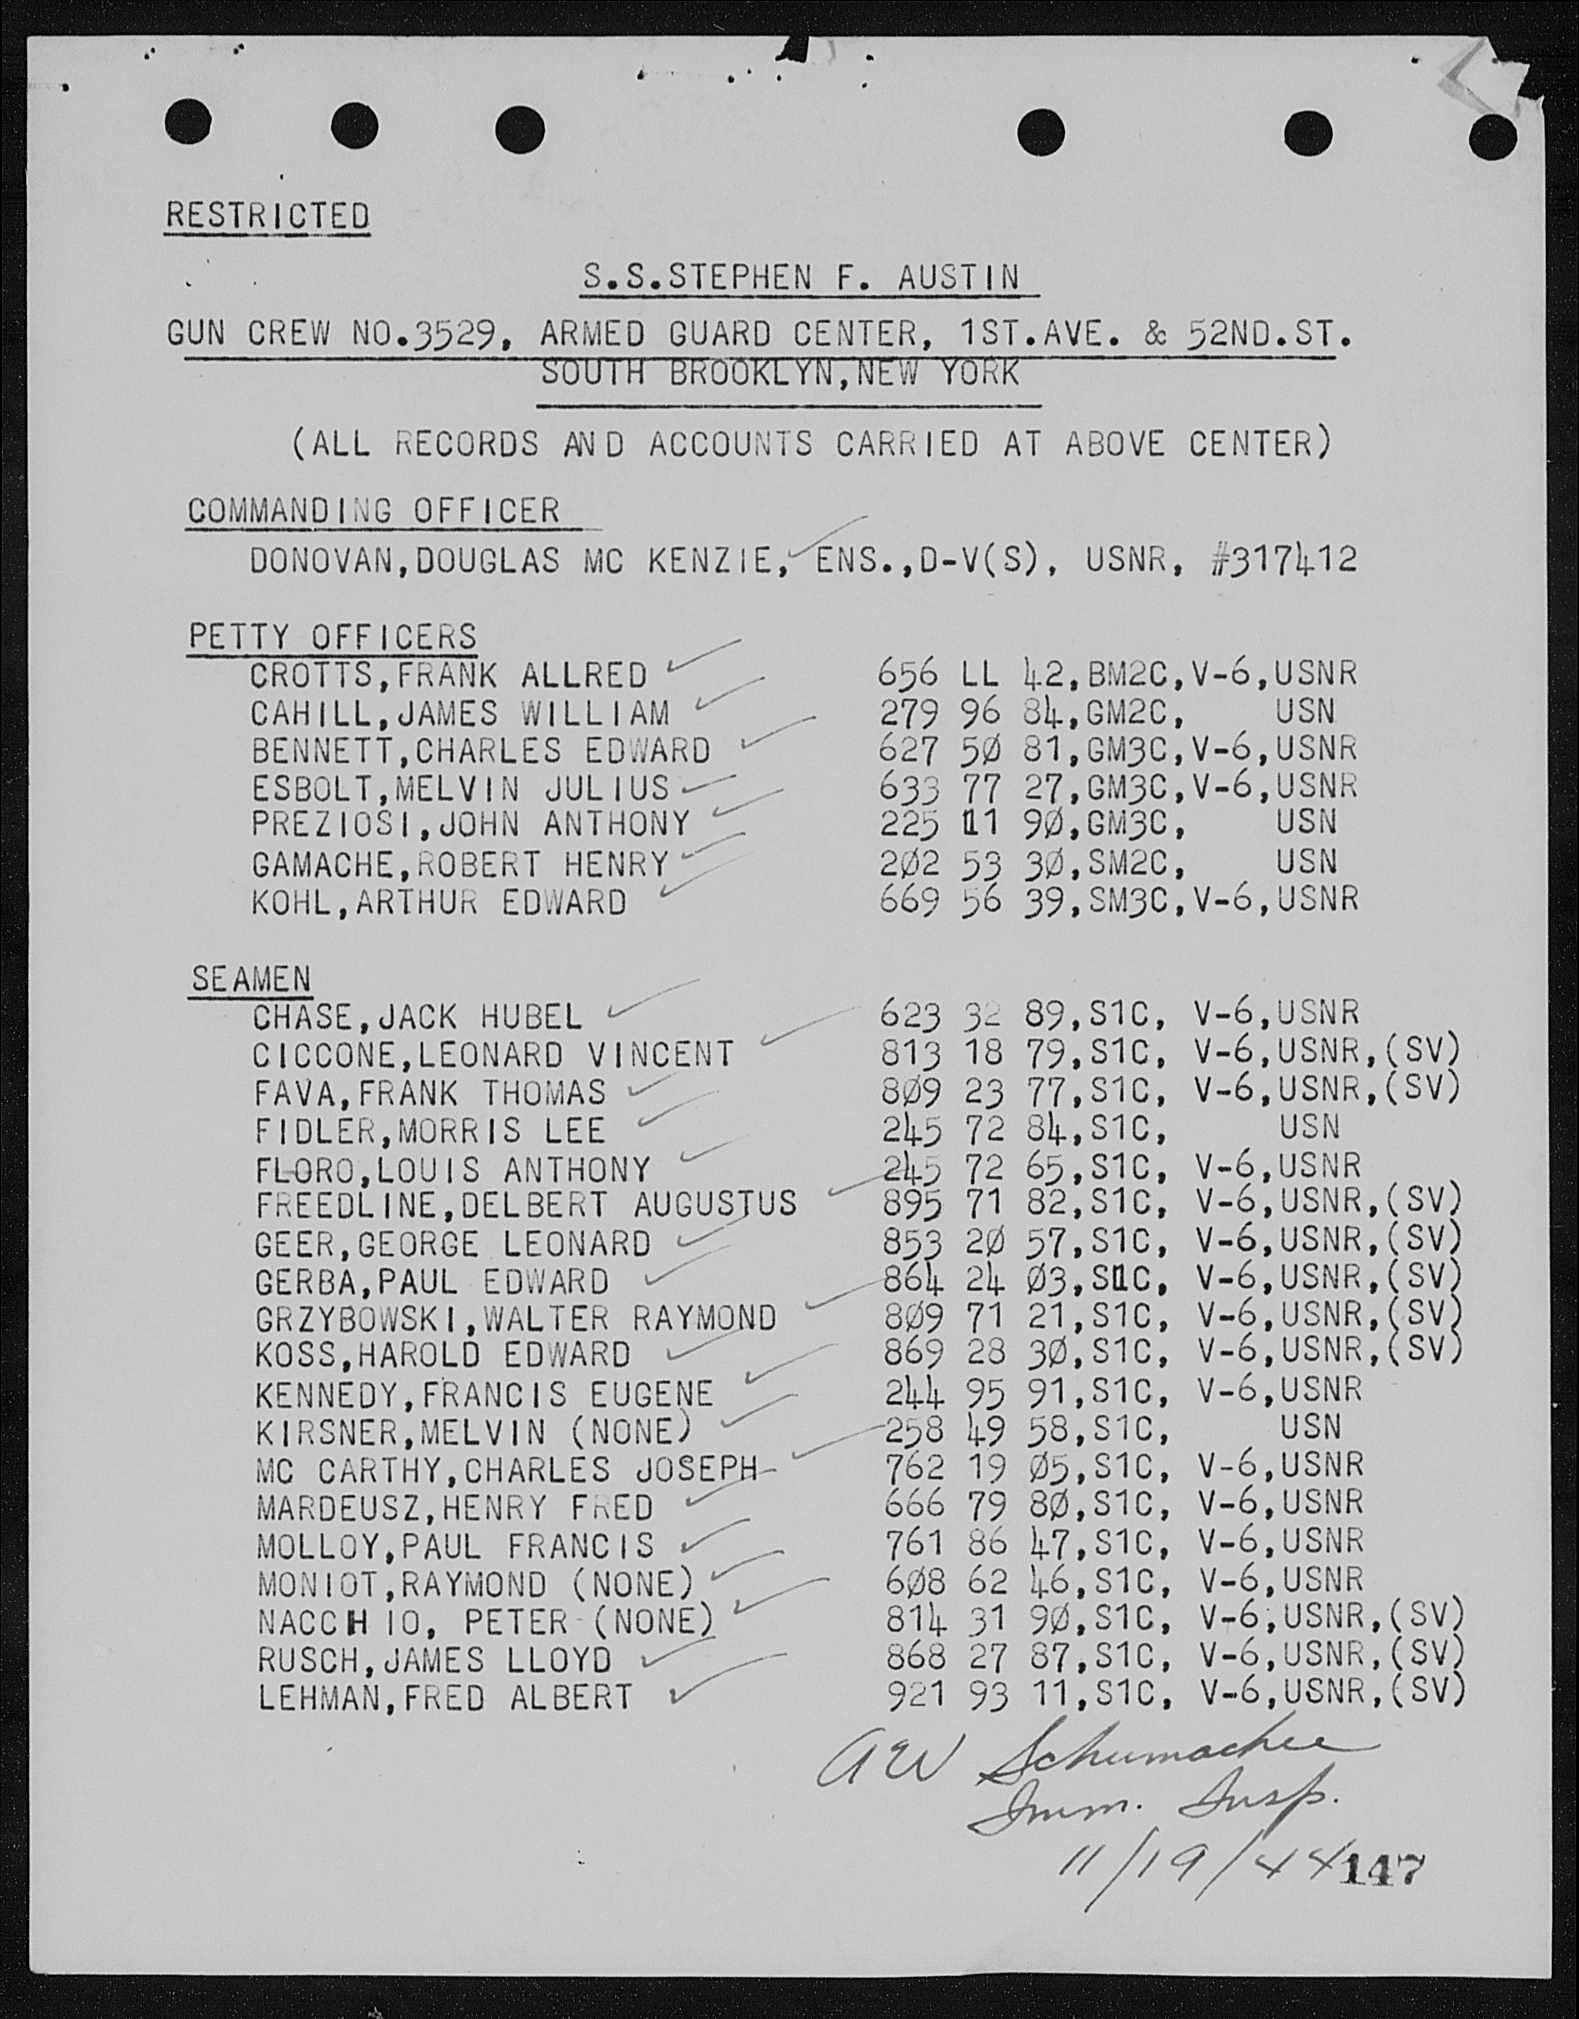 RESTRICTED
S.S.STEPHEN F. AUSTIN
GUN CREW NO.3529, ARMED GUARD CENTER, 1ST.AVE. & 52ND.ST.
SOUTH BROOKLYN,NEW YORK
(ALL RECORDS AND ACCOUNTS CARRIED AT ABOVE CENTER)
COMMANDING OFFICER
DONOVAN,DOUGLAS MC KENZIE, ENS.,D-V(S), USNR, #317412
PETTY OFFICERS
CROTTS,FRANK ALLRED 656 LL 42,BM2C,V-6,USNR
CAHILL,JAMES WILLIAM 279 96 84,GM2C, USN
BENNETT,CHARLES EDWARD 627 5Ø 81,GM3C,V-6,USNR
ESBOLT,MELVIN JULIUS 633 77 27,GM3C,V-6,USNR
PREZIOSI,JOHN ANTHONY 225 11 9Ø,GM3C, USN
GAMACHE,ROBERT HENRY 2Ø2 53 3Ø,SM2C, USN
KOHL,ARTHUR EDWARD 669 56 39,SM3C,V-6,USNR
SEAMEN
CHASE,JACK HUBEL 623 32 89,S1C, V-6,USNR
CICCONE,LEONARD VINCENT 813 18 79,S1C, V-6,USNR,(SV)
FAVA,FRANK THOMAS 8Ø9 23 77,S1C, V-6,USNR,(SV)
FIDLER,MORRIS LEE 245 72 84,S1C, USN
FLORO,LOUIS ANTHONY 245 72 65,S1C, V-6,USNR
FREEDLINE,DELBERT AUGUSTUS 895 71 82,S1C, V-6,USNR,(SV)
GEER,GEORGE LEONARD 853 2Ø 57,S1C, V-6,USNR,(SV)
GERBA,PAUL EDWARD 864 24 Ø3,S1C, V-6,USNR,(SV)
GRZYBOWSKI,WALTER RAYMOND 8Ø9 71 21,S1C, V-6,USNR,(SV)
KOSS,HAROLD EDWARD 869 28 3Ø,S1C, V-6,USNR,(SV)
KENNEDY,FRANCIS EUGENE 244 95 91,S1C, V-6,USNR
KIRSNER,MELVIN (NONE) 258 49 58,S1C, USN
MC CARTHY,CHARLES JOSEPH 762 19 Ø5,S1C, V-6,USNR
MARDEUSZ,HENRY FRED 666 79 8Ø,S1C, V-6,USNR
MOLLOY,PAUL FRANCIS 761 86 47,S1C, V-6,USNR
MONIOT,RAYMOND (NONE) 6Ø8 62 46,S1C, V-6,USNR
NACCHIO, PETER (NONE) 814 31 9Ø,S1C, V-6,USNR,(SV)
RUSCH,JAMES LLOYD 868 27 87,S1C, V-6,USNR,(SV)
LEHMAN,FRED ALBERT 921 93 11,S1C, V-6,USNR,(SV)
AW Schumacher
Imm. Insp.
11/19/44
147